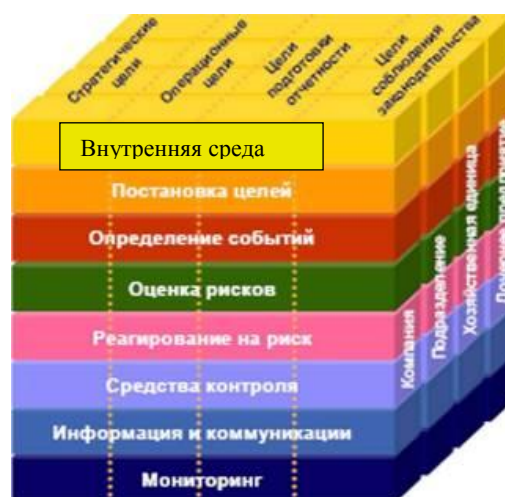 Стратегические
цели
Операционные
цели
Цели
подготовки
отчетности
Цели
соблюдения
законодательства
Внутренняя среда
Постановка целей
Определение событий
Оценка рисков
Реагирование на риск
Средства контроля
Информация и коммуникации
Мониторинг
Компания
Подразделение
Хозяйственная единица
Дочернее предприятие